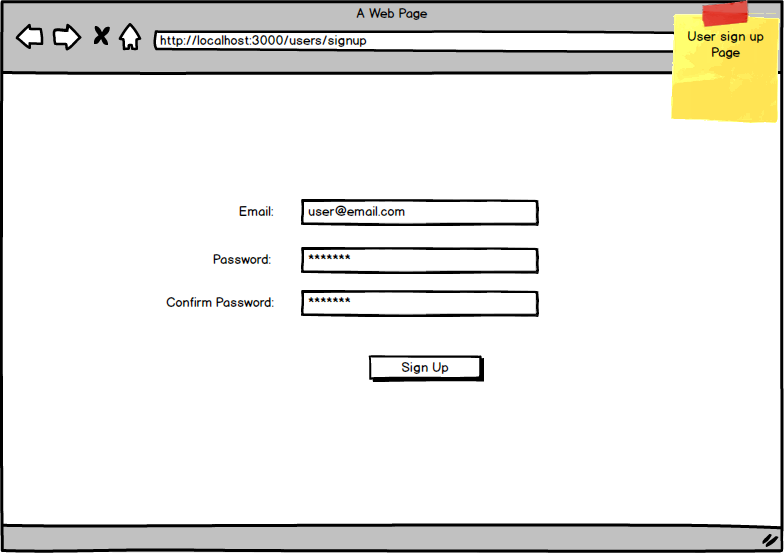 A Web Page
http://localhost:3000/users/signup
User sign up
Page
Email:
user@email.com
Password:
*******
Confirm Password:
*******
Sign Up